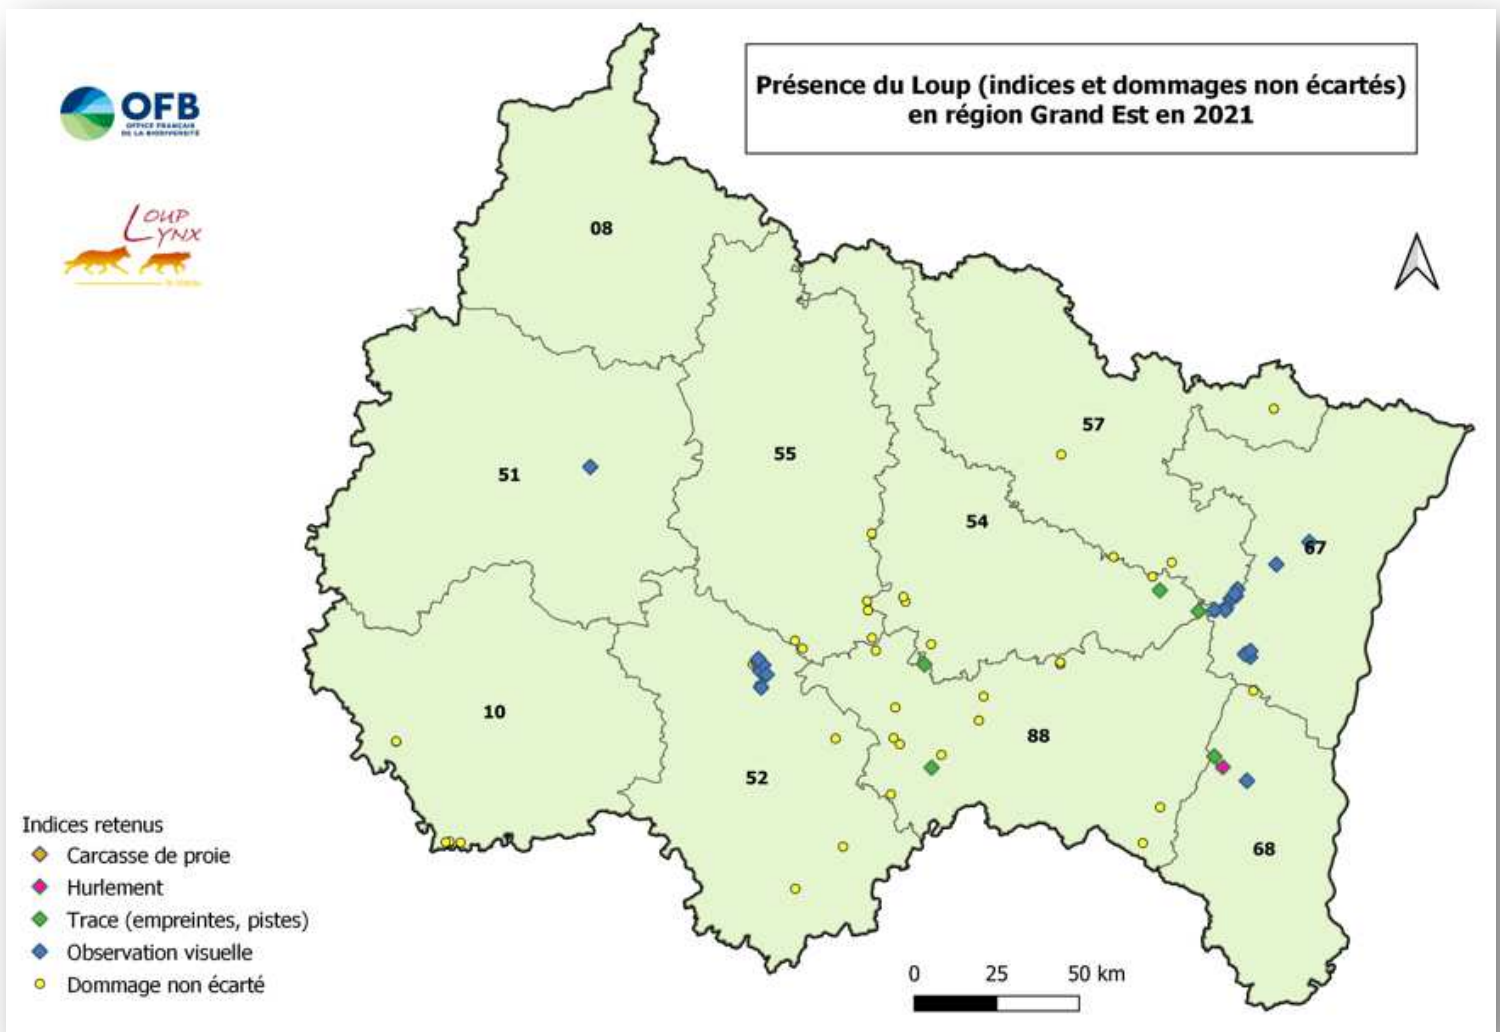 Présence du Loup (indices et dommages non écartés)
en région Grand Est en 2021
OFB
OFFICE FRANÇAIS
DE LA BIODIVERSITÉ
LOUP
LYNX
08
57
55
51
54
67
10
88
52
68
Indices retenus
Carcasse de proie
Hurlement
Trace (empreintes, pistes)
Observation visuelle
Dommage non écarté
0 25 50 km